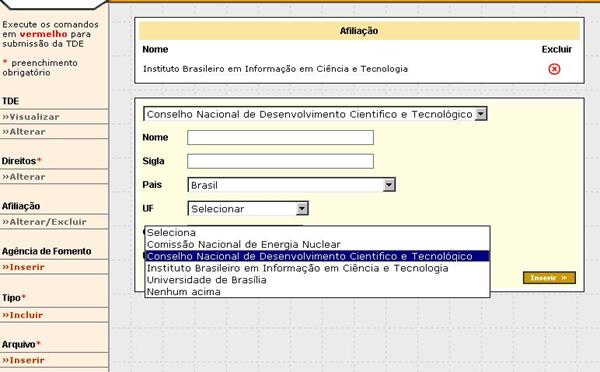 Execute os comandos
em vermelho para
submissão da TDE
* preenchimento
obrigatório
TDE
»Visualizar
»Alterar
Direitos*
»Alterar
Afiliação
»Alterar/Excluir
Agência de Fomento
»Inserir
Tipo*
»Incluir
Arquivo*
»Inserir
Afiliação
Nome Excluir
Instituto Brasileiro em Informação em Ciência e Tecnologia
Conselho Nacional de Desenvolvimento Cientifico e Tecnológico
Nome
Sigla
Pais Brasil
UF Selecionar
Seleciona
Comissão Nacional de Energia Nuclear
Conselho Nacional de Desenvolvimento Cientifico e Tecnológico
Instituto Brasileiro em Informação em Ciência e Tecnologia
Universidade de Brasília
Nenhum acima
Inserir »